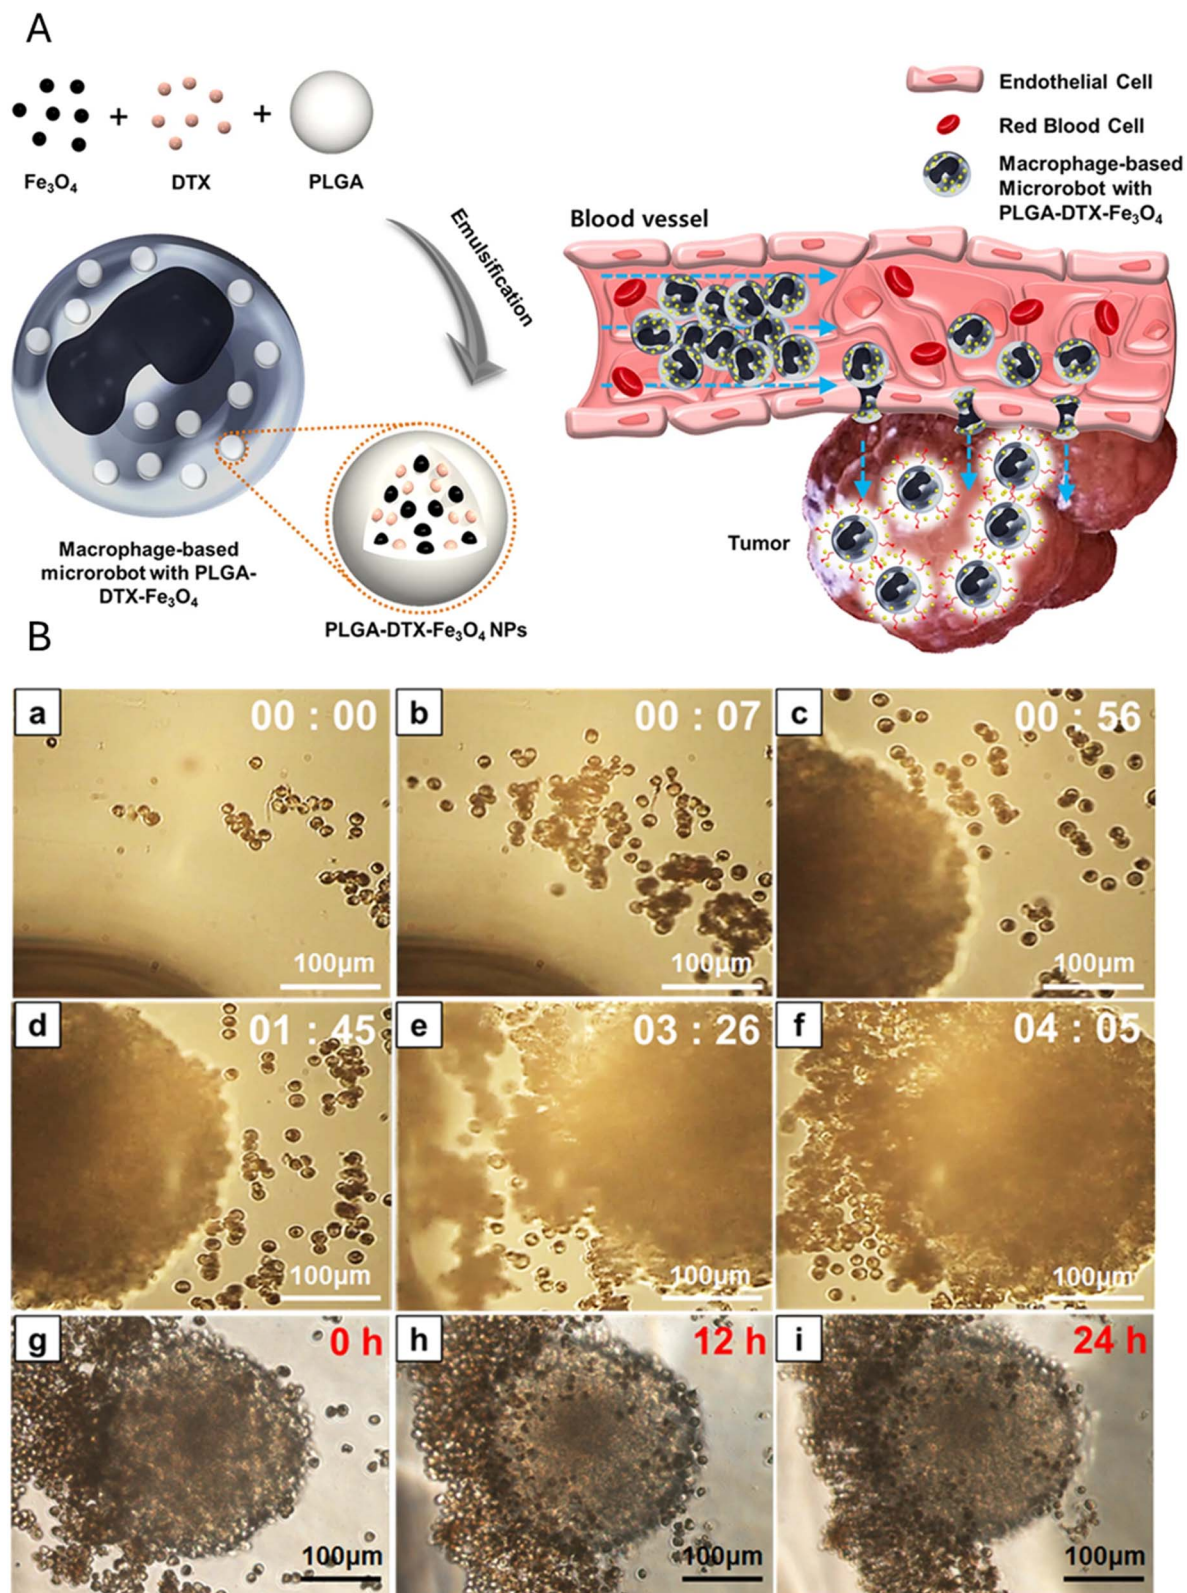 A
+
+
Fe₃O₄
DTX
PLGA
Emulsification
Macrophage-based
microrobot with PLGA-
DTX-Fe₃O₄
PLGA-DTX-Fe₃O₄ NPs
Endothelial Cell
Red Blood Cell
Macrophage-based
Microrobot with
PLGA-DTX-Fe₃O₄
Blood vessel
Tumor
B
a
00 : 00
100μm
b
00 : 07
100μm
c
00 : 56
100μm
d
01 : 45
100μm
e
03 : 26
100μm
f
04 : 05
100μm
g
0 h
100μm
h
12 h
100μm
i
24 h
100μm